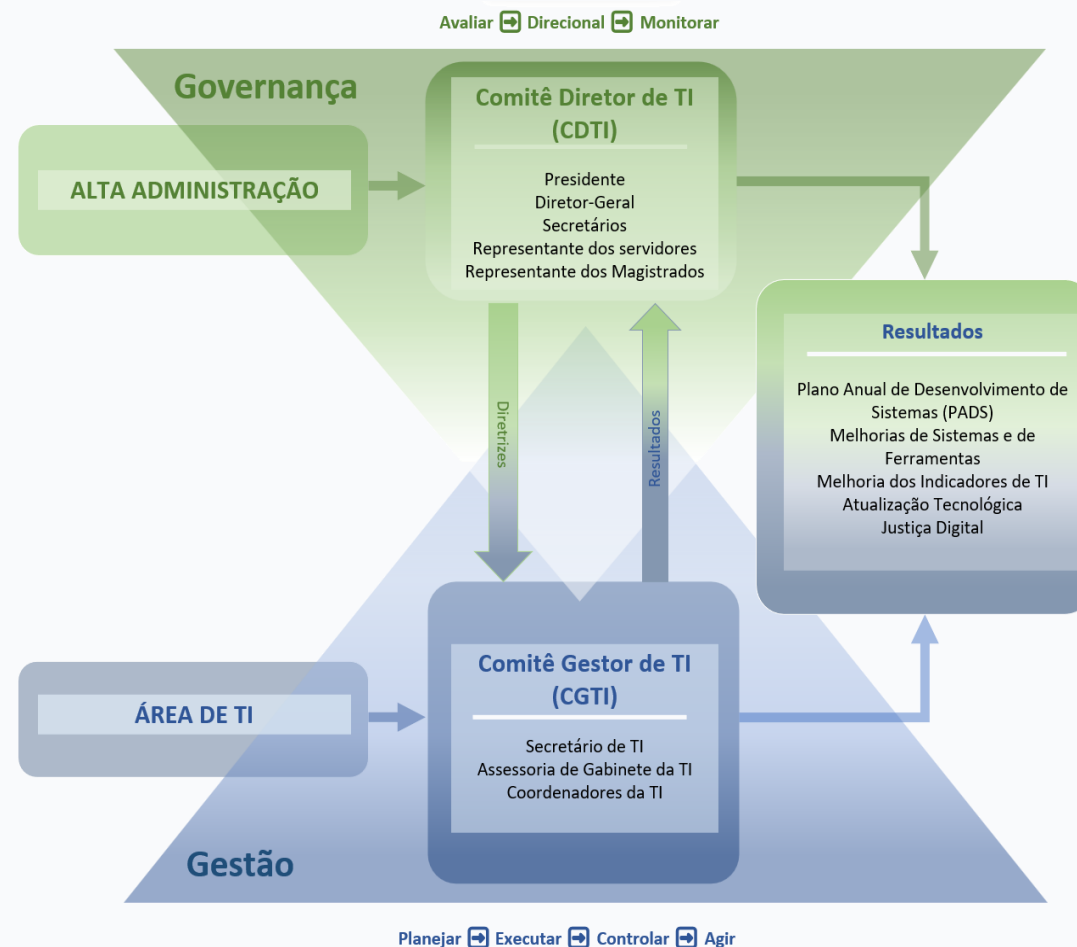 Avaliar Direcional Monitorar
Governança
Comitê Diretor de TI
(CDTI)
ALTA ADMINISTRAÇÃO
Presidente
Diretor-Geral
Secretários
Representante dos servidores
Representante dos Magistrados
Resultados
Plano Anual de Desenvolvimento de
Sistemas (PADS)
Melhorias de Sistemas e de
Ferramentas
Melhoria dos Indicadores de TI
Atualização Tecnológica
Justiça Digital
Diretrizes
Resultados
Comitê Gestor de TI
(CGTI)
ÁREA DE TI
Secretário de TI
Assessoria de Gabinete da TI
Coordenadores da TI
Gestão
Planejar Executar Controlar Agir